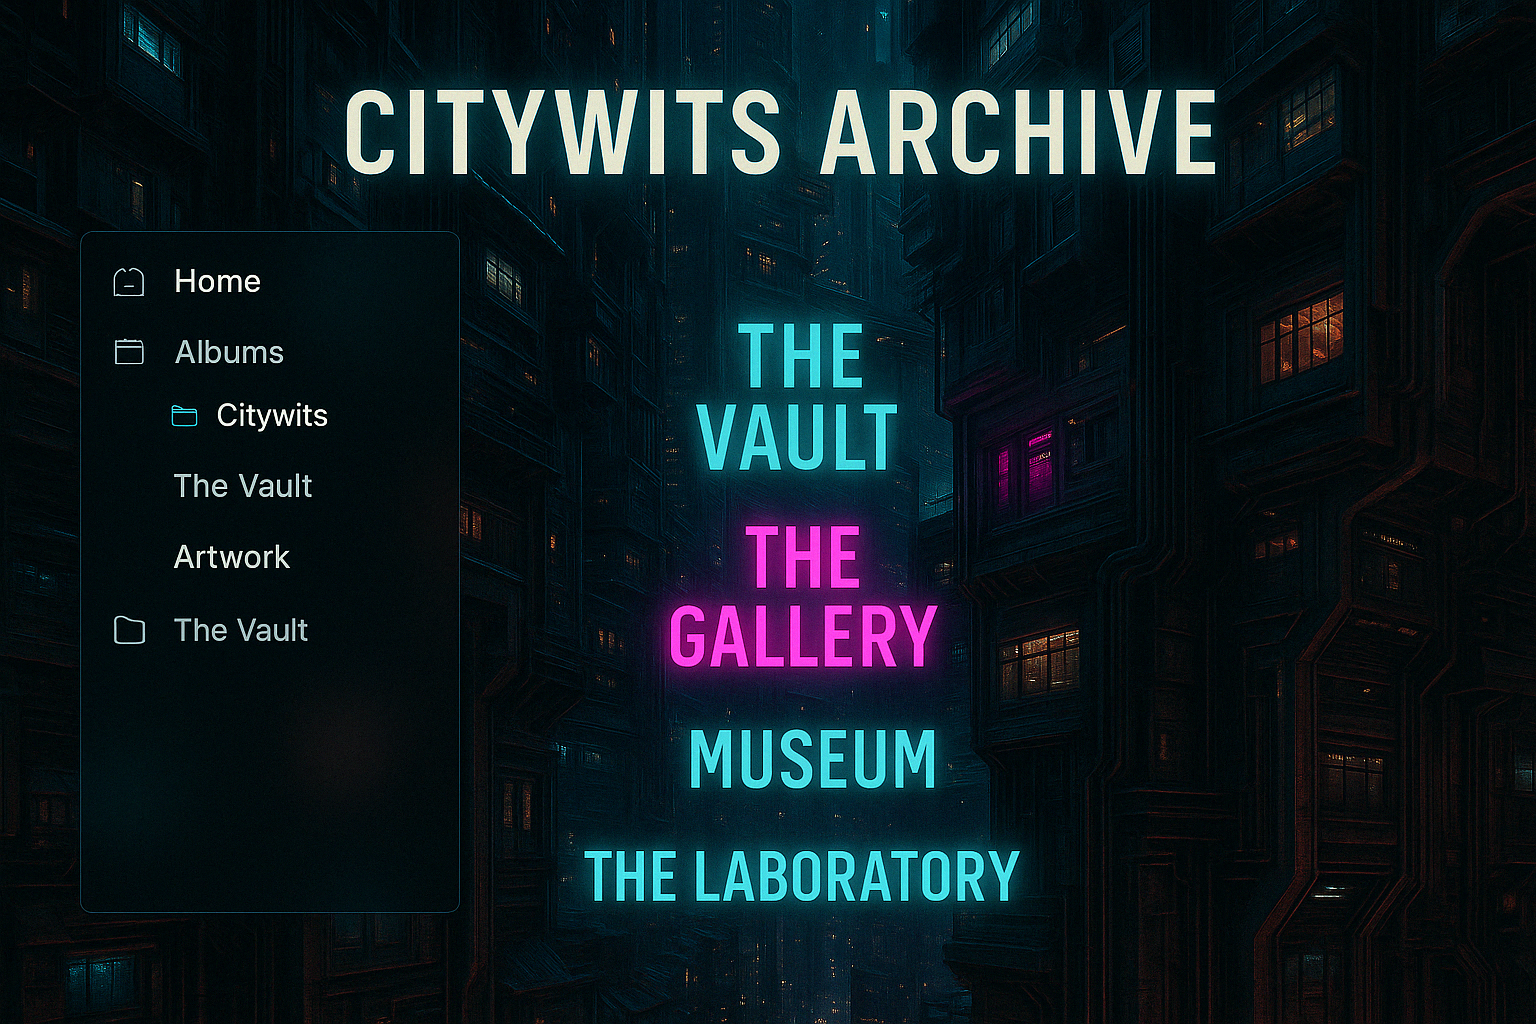 CITYWITS ARCHIVE
Home
Albums
Citywits
The Vault
Artwork
The Vault
THE
VAULT
THE
GALLERY
MUSEUM
THE LABORATORY